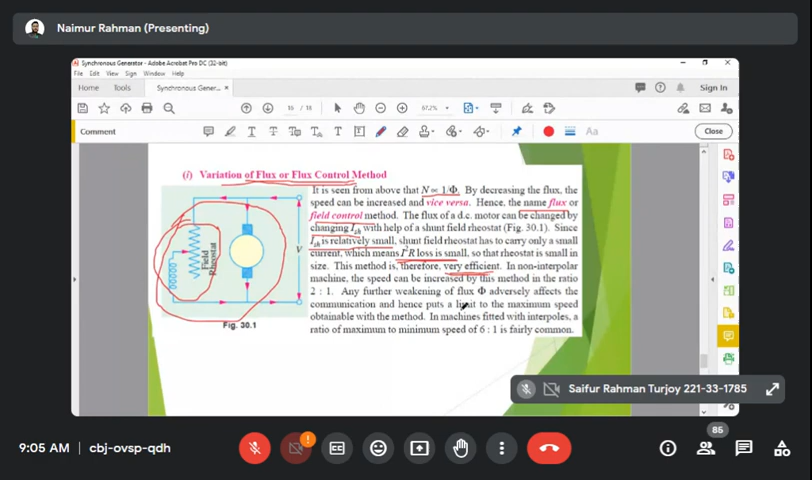 Naimur Rahman (Presenting)
Synchronous Generator - Adobe Acrobat Pro DC (32-bit)
File Edit View Sign Window Help
Home Tools Synchronous Gener... × Sign In
16 / 18 67.2%
Comment Close
(i) Variation of Flux or Flux Control Method
It is seen from above that N ∝ 1/Φ. By decreasing the flux, the
speed can be increased and vice versa. Hence, the name flux or
field control method. The flux of a d.c. motor can be changed by
changing Ish with help of a shunt field rheostat (Fig. 30.1). Since
Ish is relatively small, shunt field rheostat has to carry only a small
current, which means I²R loss is small, so that rheostat is small in
size. This method is, therefore, very efficient. In non-interpolar
machine, the speed can be increased by this method in the ratio
2 : 1. Any further weakening of flux Φ adversely affects the
communication and hence puts a limit to the maximum speed
obtainable with the method. In machines fitted with interpoles, a
ratio of maximum to minimum speed of 6 : 1 is fairly common.
Field
Rheostat
V
Fig. 30.1
Saifur Rahman Turjoy 221-33-1785
9:05 AM | cbj-ovsp-qdh
85